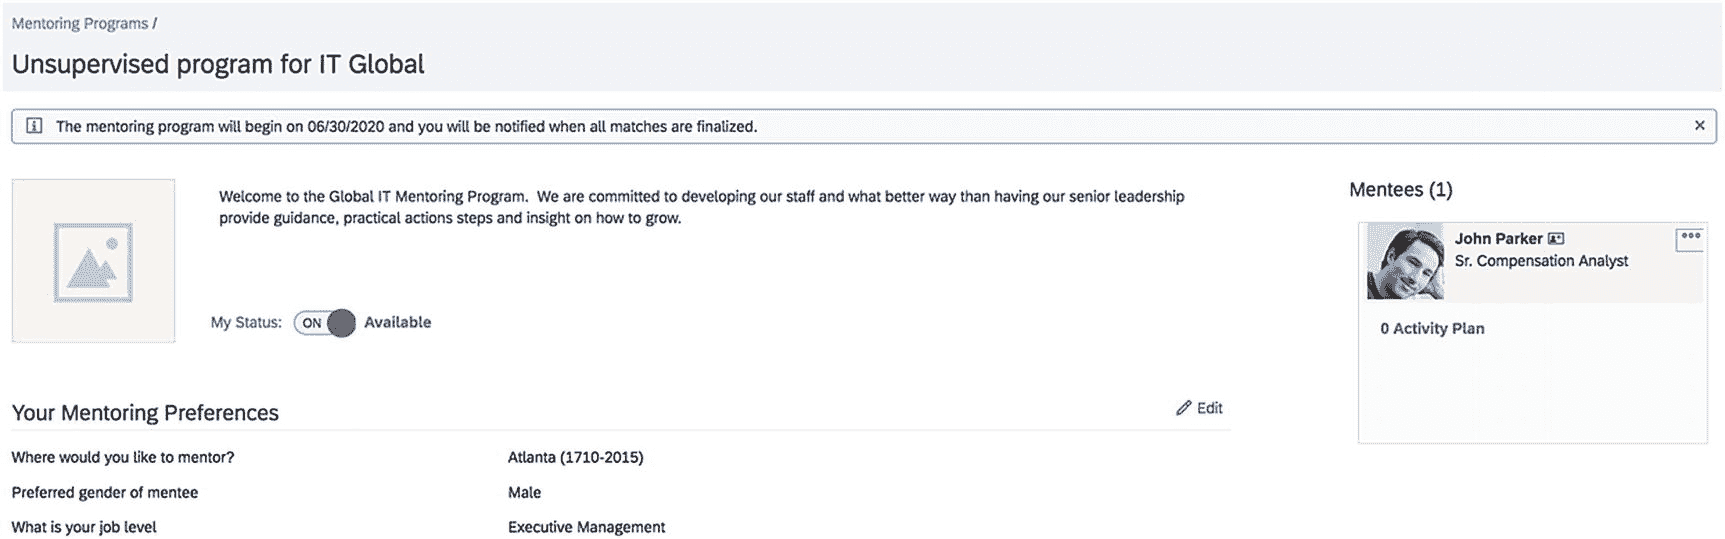 Mentoring Programs /
Unsupervised program for IT Global
The mentoring program will begin on 06/30/2020 and you will be notified when all matches are finalized.
Welcome to the Global IT Mentoring Program. We are committed to developing our staff and what better way than having our senior leadership
provide guidance, practical actions steps and insight on how to grow.
My Status: ON Available
Mentees (1)
John Parker
Sr. Compensation Analyst
0 Activity Plan
Your Mentoring Preferences
Edit
Where would you like to mentor? Atlanta (1710-2015)
Preferred gender of mentee Male
What is your job level Executive Management